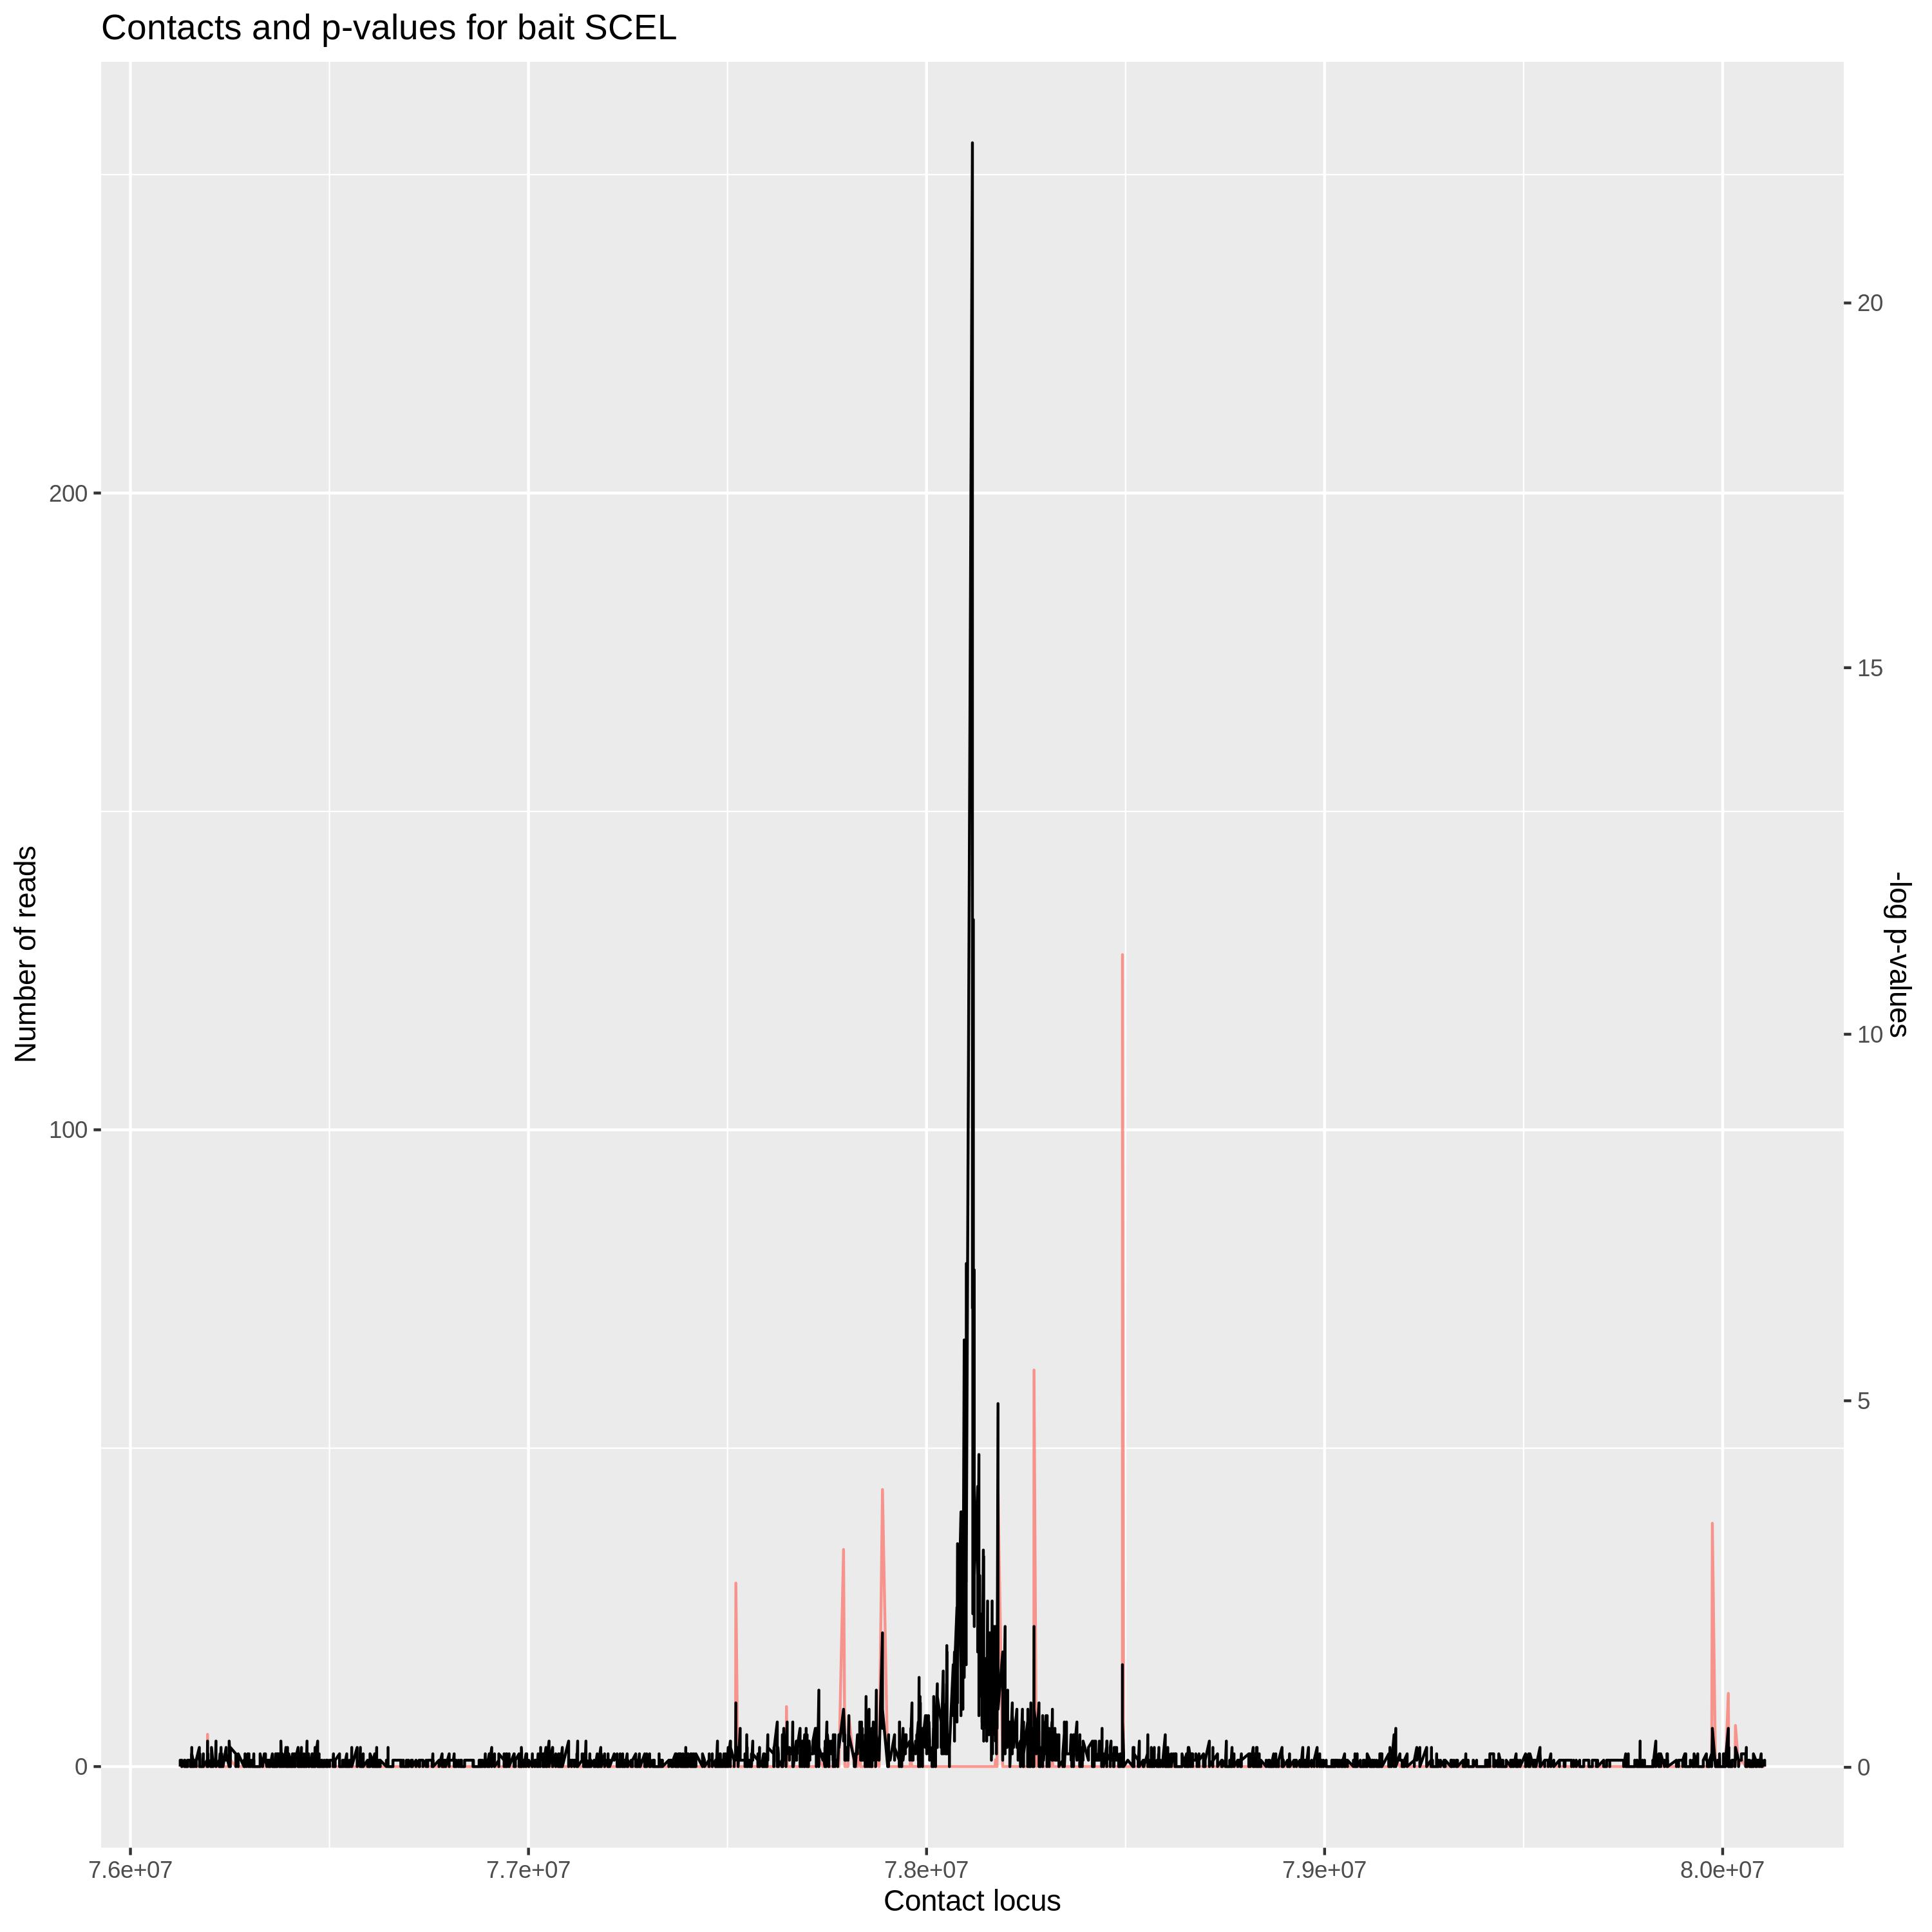 Contacts and p-values for bait SCEL
Number of reads
200
100
0
20
15
10
5
0
-log p-values
7.6e+07
7.7e+07
7.8e+07
7.9e+07
8.0e+07
Contact locus